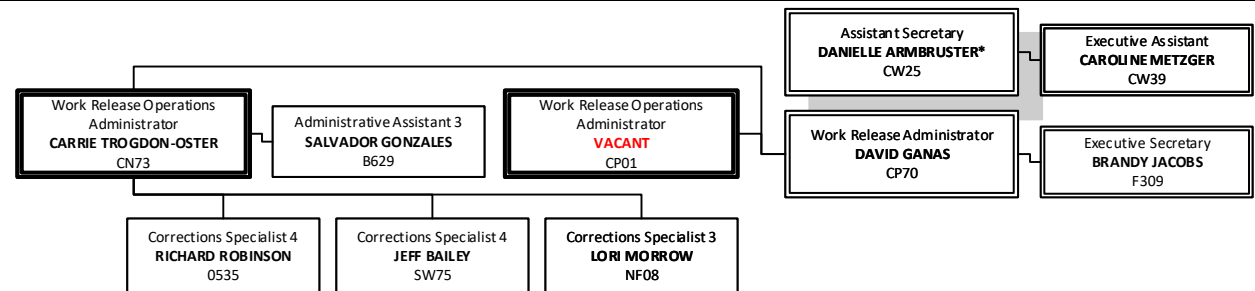 Assistant Secretary
DANIELLE ARMBRUSTER*
CW25
Executive Assistant
CAROLINE METZGER
CW39
Work Release Operations
Administrator
CARRIE TROGDON-OSTER
CN73
Administrative Assistant 3
SALVADOR GONZALES
B629
Work Release Operations
Administrator
VACANT
CP01
Work Release Administrator
DAVID GANAS
CP70
Executive Secretary
BRANDY JACOBS
F309
Corrections Specialist 4
RICHARD ROBINSON
0535
Corrections Specialist 4
JEFF BAILEY
SW75
Corrections Specialist 3
LORI MORROW
NF08